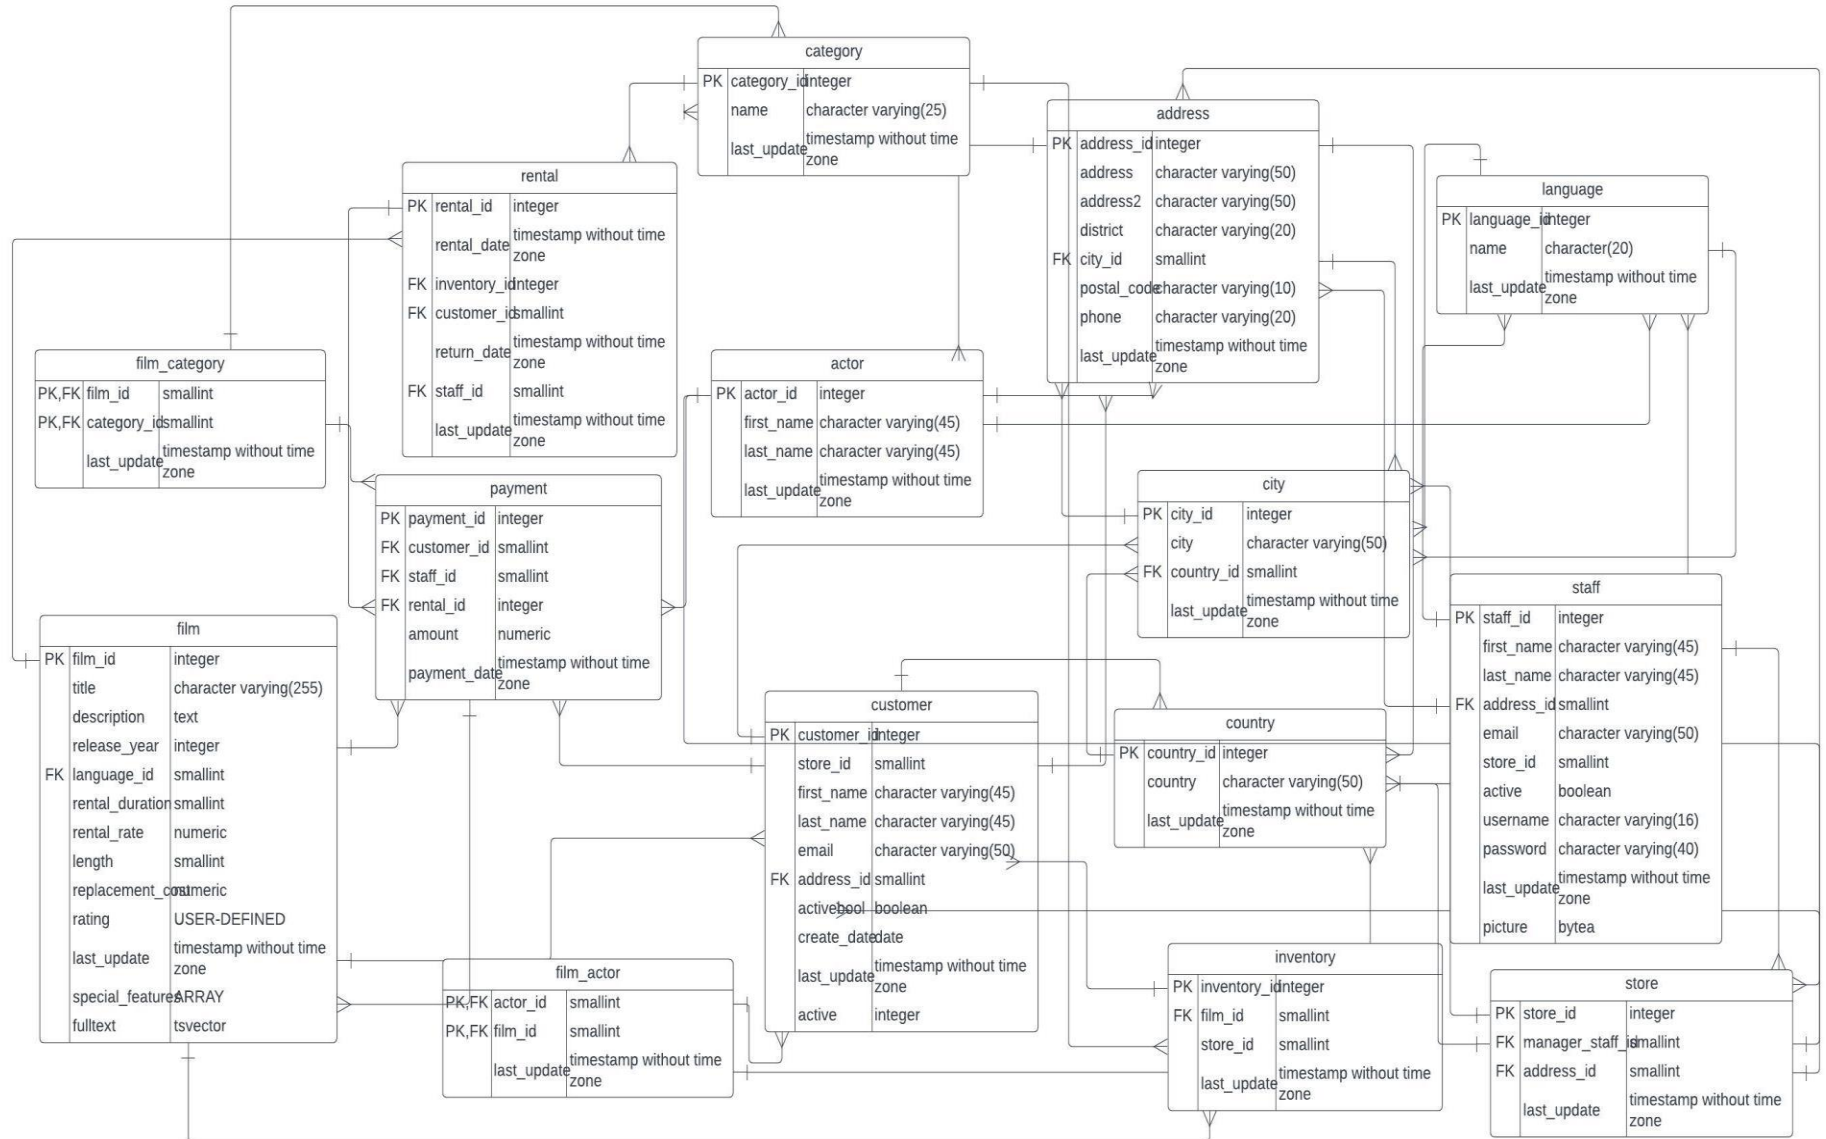 category
PK category_id integer
name character varying(25)
last_update timestamp without time
zone
address
PK address_id integer
address character varying(50)
address2 character varying(50)
district character varying(20)
FK city_id smallint
postal_code character varying(10)
phone character varying(20)
last_update timestamp without time
zone
language
PK language_id integer
name character(20)
last_update timestamp without time
zone
rental
PK rental_id integer
rental_date timestamp without time
zone
FK inventory_id integer
FK customer_id smallint
return_date timestamp without time
zone
FK staff_id smallint
last_update timestamp without time
zone
film_category
PK,FK film_id smallint
PK,FK category_id smallint
last_update timestamp without time
zone
actor
PK actor_id integer
first_name character varying(45)
last_name character varying(45)
last_update timestamp without time
zone
payment
PK payment_id integer
FK customer_id smallint
FK staff_id smallint
FK rental_id integer
amount numeric
payment_date timestamp without time
zone
city
PK city_id integer
city character varying(50)
FK country_id smallint
last_update timestamp without time
zone
staff
PK staff_id integer
first_name character varying(45)
last_name character varying(45)
FK address_id smallint
email character varying(50)
store_id smallint
active boolean
username character varying(16)
password character varying(40)
last_update timestamp without time
zone
picture bytea
film
PK film_id integer
title character varying(255)
description text
release_year integer
FK language_id smallint
rental_duration smallint
rental_rate numeric
length smallint
replacement_cost numeric
rating USER-DEFINED
last_update timestamp without time
zone
special_features ARRAY
fulltext tsvector
customer
PK customer_id integer
store_id smallint
first_name character varying(45)
last_name character varying(45)
email character varying(50)
FK address_id smallint
activebool boolean
create_date date
last_update timestamp without time
zone
active integer
country
PK country_id integer
country character varying(50)
last_update timestamp without time
zone
film_actor
PK,FK actor_id smallint
PK,FK film_id smallint
last_update timestamp without time
zone
inventory
PK inventory_id integer
FK film_id smallint
store_id smallint
last_update timestamp without time
zone
store
PK store_id integer
FK manager_staff_id smallint
FK address_id smallint
last_update timestamp without time
zone